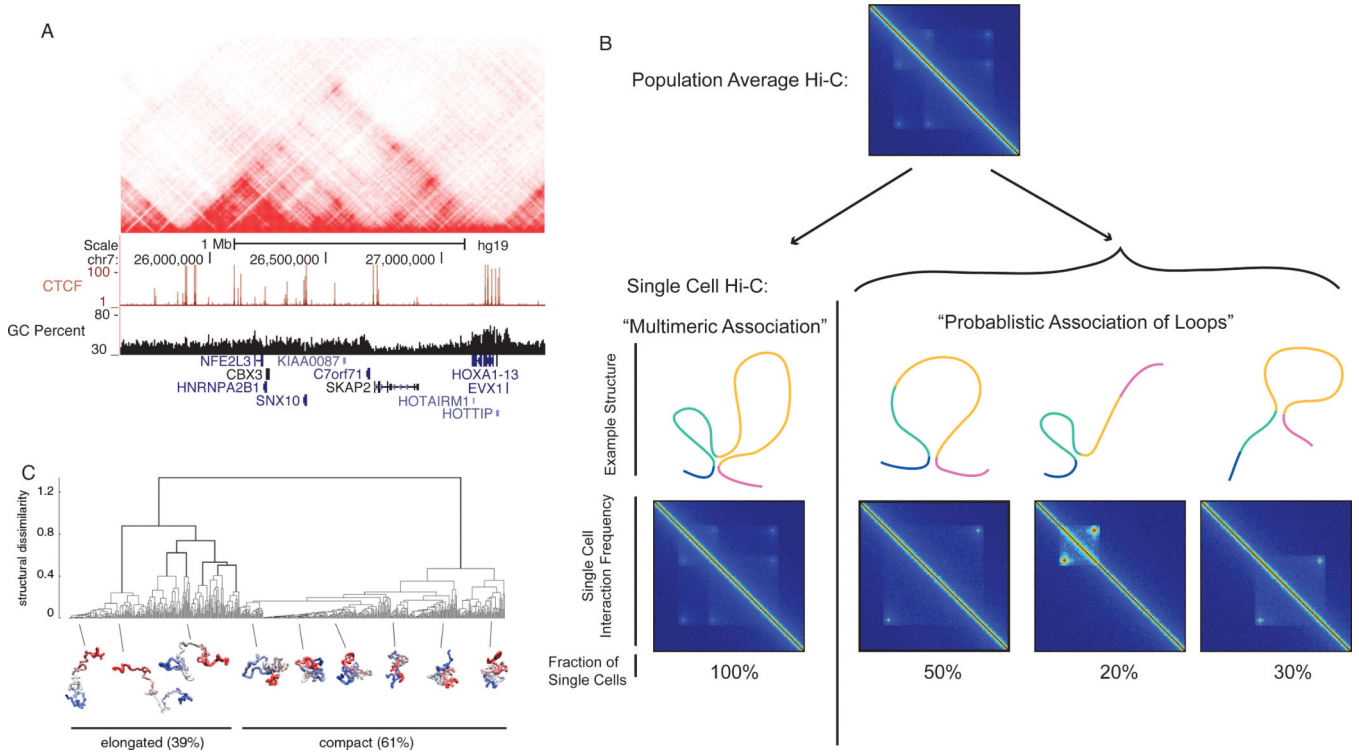 A
Scale
1 Mb
hg19
chr7:
26,000,000
26,500,000
27,000,000
100 -
CTCF
1 _
80 -
GC Percent
30 _
NFE2L3
KIAA0087
HOXA1-13
CBX3
C7orf71
EVX1
HNRNPA2B1
SKAP2
SNX10
HOTAIRM1
HOTTIP
B
Population Average Hi-C:
Single Cell Hi-C:
“Multimeric Association”
“Probablistic Association of Loops”
Example Structure
Single Cell
Interaction Frequency
Fraction of
Single Cells
100%
50%
20%
30%
C
structural dissimilarity
1.2
0.8
0.4
0
elongated (39%)
compact (61%)